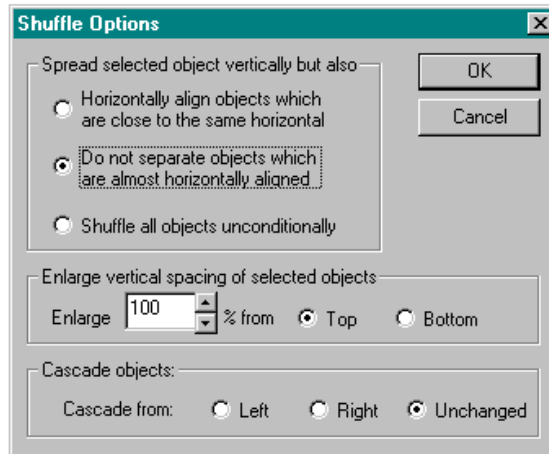 Shuffle Options
Spread selected object vertically but also
Horizontally align objects which
are close to the same horizontal
Do not separate objects which
are almost horizontally aligned
Shuffle all objects unconditionally
OK
Cancel
Enlarge vertical spacing of selected objects
Enlarge 100 % from Top Bottom
Cascade objects:
Cascade from: Left Right Unchanged